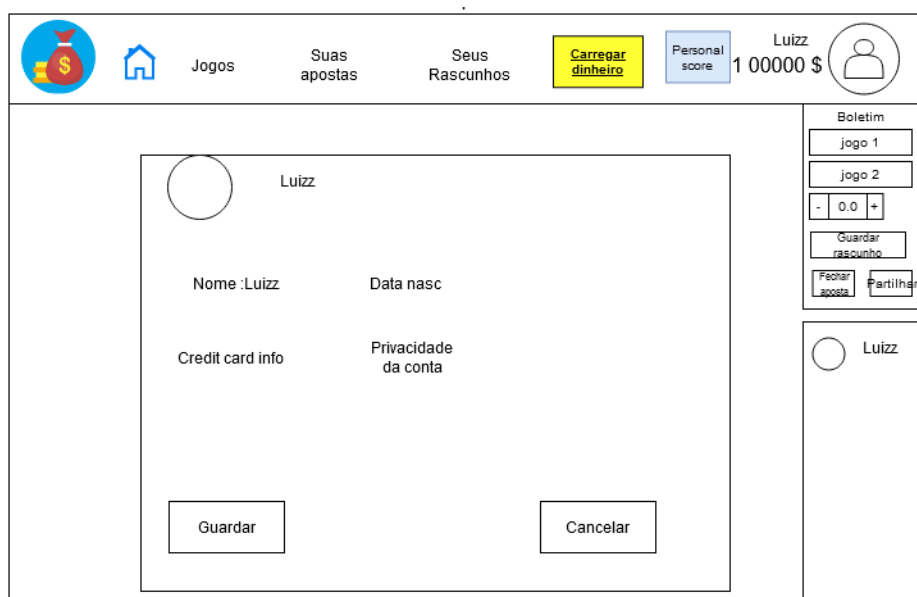 .
$
Jogos
Suas
apostas
Seus
Rascunhos
Carregar
dinheiro
Personal
score
Luizz
1 00000 $
Boletim
jogo 1
jogo 2
- 0.0 +
Guardar
rascunho
Fechar
aposta
Partilhar
Luizz
Luizz
Nome :Luizz
Data nasc
Credit card info
Privacidade
da conta
Guardar
Cancelar